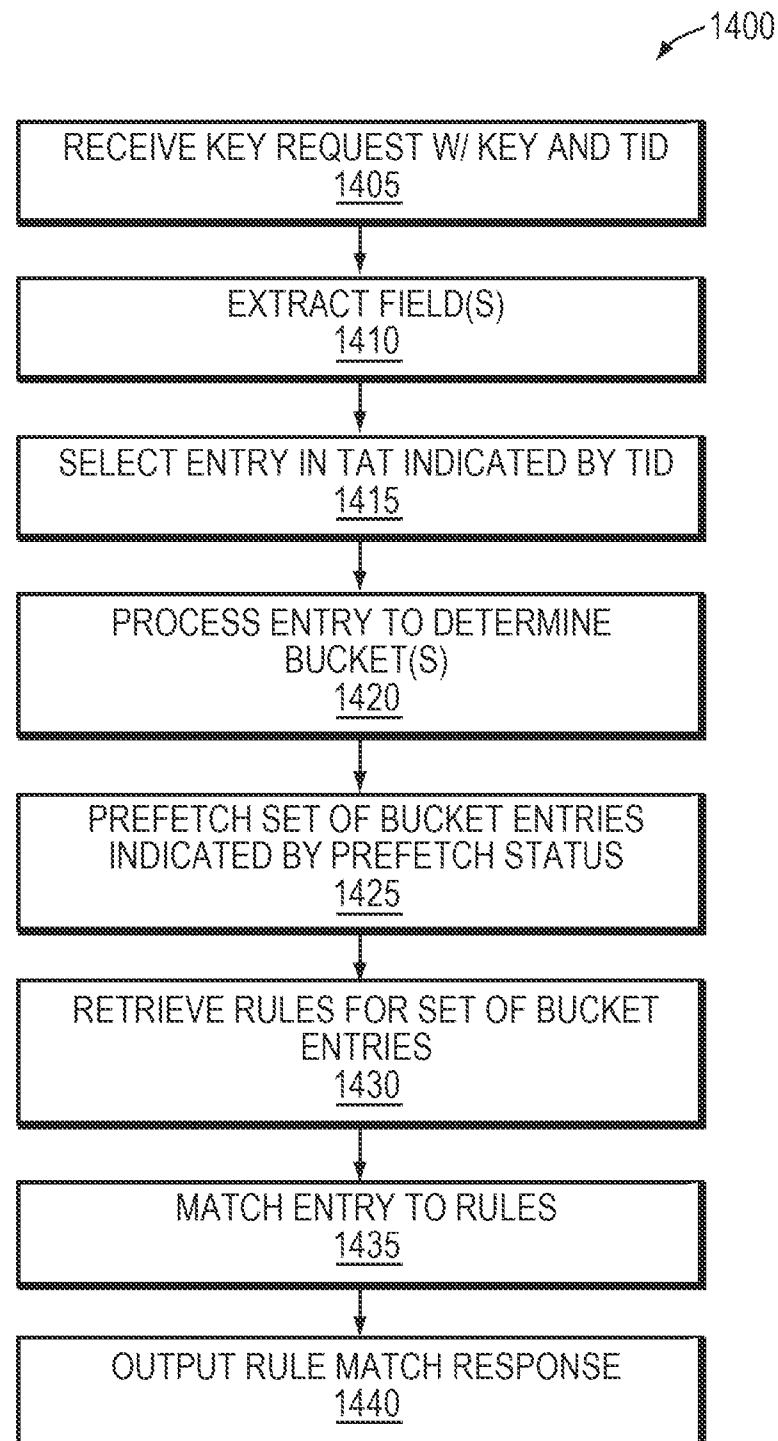 1400
RECEIVE KEY REQUEST W/ KEY AND TID
1405
EXTRACT FIELD(S)
1410
SELECT ENTRY IN TAT INDICATED BY TID
1415
PROCESS ENTRY TO DETERMINE
BUCKET(S)
1420
PREFETCH SET OF BUCKET ENTRIES
INDICATED BY PREFETCH STATUS
1425
RETRIEVE RULES FOR SET OF BUCKET
ENTRIES
1430
MATCH ENTRY TO RULES
1435
OUTPUT RULE MATCH RESPONSE
1440